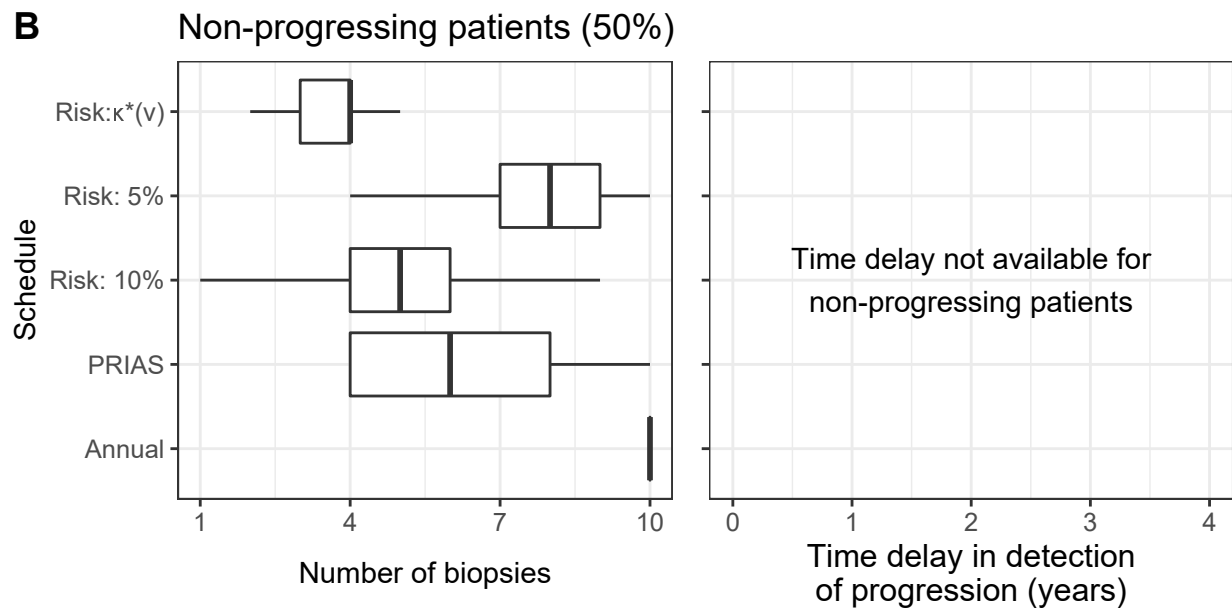 B
Non-progressing patients (50%)
Schedule
Risk:κ*(v)
Risk: 5%
Risk: 10%
PRIAS
Annual
1 4 7 10
Number of biopsies
Time delay not available for
non-progressing patients
0 1 2 3 4
Time delay in detection
of progression (years)